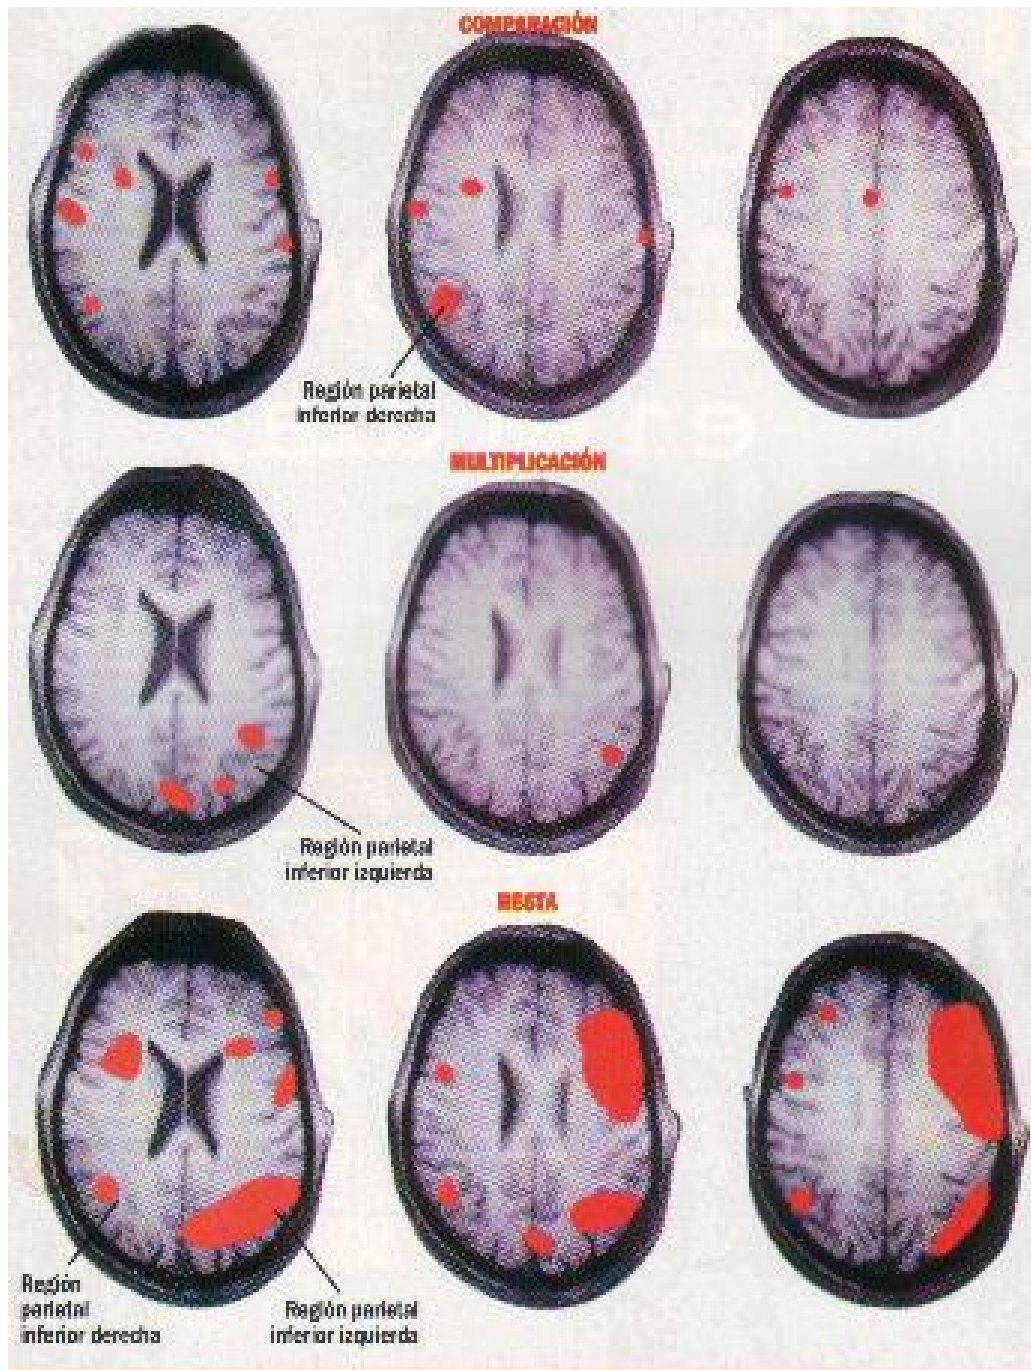 COMPARACIÓN
Región parietal
inferior derecha
MULTIPLICACIÓN
Región parietal
inferior izquierda
RESTA
Región
parietal
inferior derecha
Región parietal
inferior izquierda